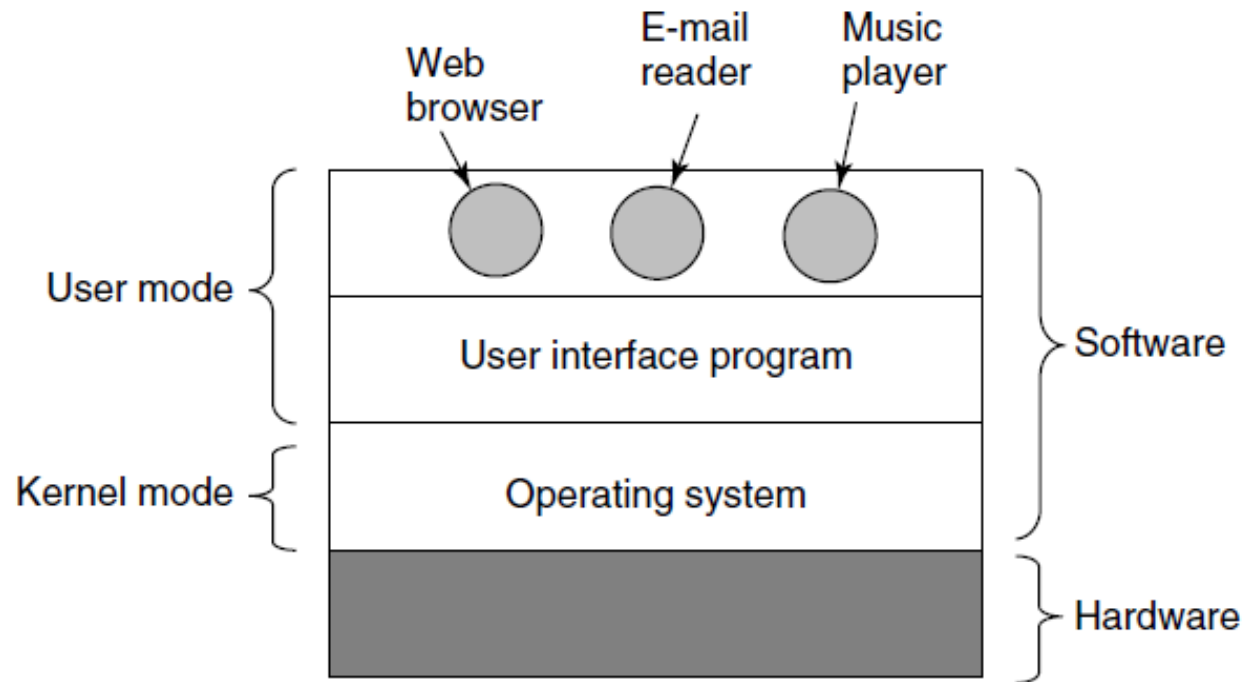 Web
browser
E-mail
reader
Music
player
User mode
User interface program
Software
Kernel mode
Operating system
Hardware